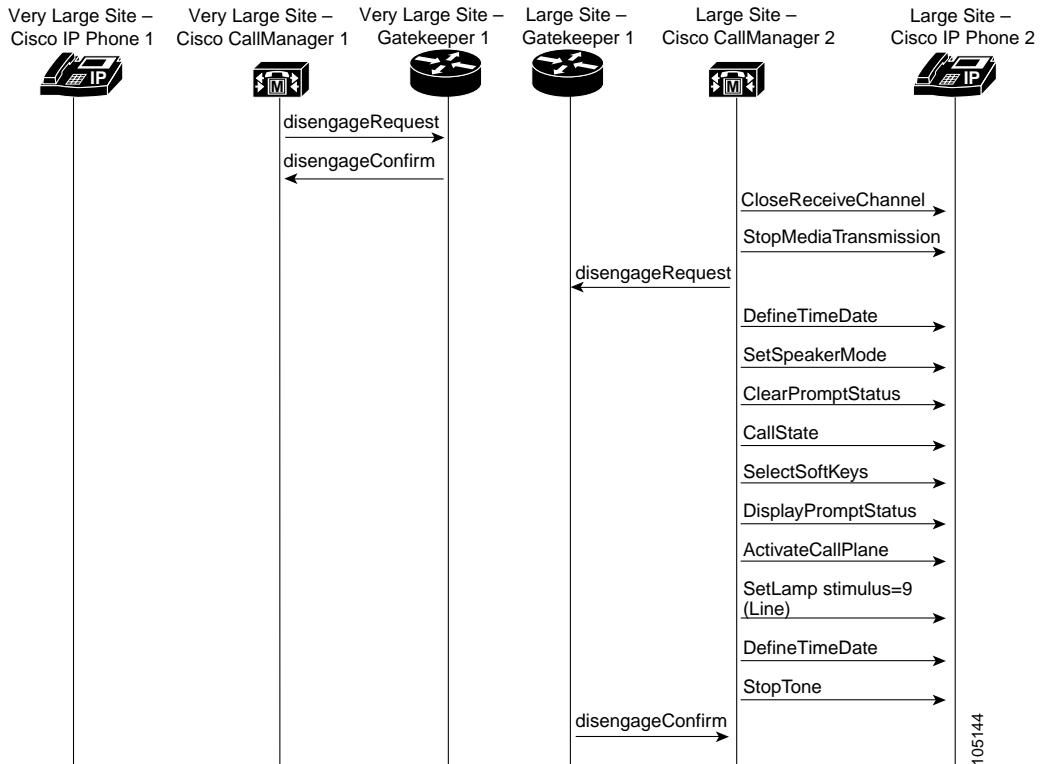 Very Large Site –
Cisco IP Phone 1
Very Large Site –
Cisco CallManager 1
Very Large Site –
Gatekeeper 1
Large Site –
Gatekeeper 1
Large Site –
Cisco CallManager 2
Large Site –
Cisco IP Phone 2
IP
M
M
IP
disengageRequest
disengageConfirm
CloseReceiveChannel
StopMediaTransmission
disengageRequest
DefineTimeDate
SetSpeakerMode
ClearPromptStatus
CallState
SelectSoftKeys
DisplayPromptStatus
ActivateCallPlane
SetLamp stimulus=9
(Line)
DefineTimeDate
StopTone
disengageConfirm
105144